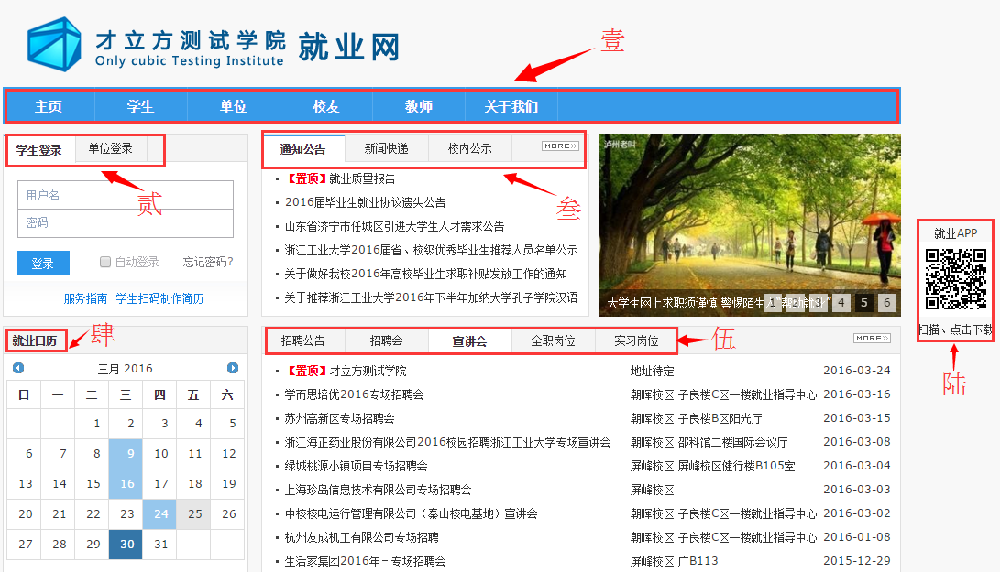 才立方测试学院 就业网
Only cubic Testing Institute
壹
主页 学生 单位 校友 教师 关于我们
学生登录 单位登录
贰
用户名
密码
登录 自动登录 忘记密码?
服务指南 学生扫码制作简历
通知公告 新闻快递 校内公示 MORE
叁
【置顶】就业质量报告
2016届毕业生就业协议遗失公告
山东省济宁市任城区引进大学生人才需求公告
浙江工业大学2016届省、校级优秀毕业生推荐人员名单公示
关于做好我校2016年高校毕业生求职补贴发放工作的通知
关于推荐浙江工业大学2016年下半年加纳大学孔子学院汉语
泸州老叫
大学生网上求职须谨慎 警惕陌生"帮助就业"
1 2 3 4 5 6
就业APP
扫描、点击下载
陆
就业日历
肆
三月 2016
日 一 二 三 四 五 六
1 2 3 4 5
6 7 8 9 10 11 12
13 14 15 16 17 18 19
20 21 22 23 24 25 26
27 28 29 30 31
招聘公告 招聘会 宣讲会 全职岗位 实习岗位 MORE
伍
【置顶】才立方测试学院 地址待定 2016-03-24
学而思培优2016专场招聘会 朝晖校区 子良楼C区一楼就业指导中心 2016-03-16
苏州高新区专场招聘会 朝晖校区 子良楼B区阳光厅 2016-03-15
浙江海正药业股份有限公司2016校园招聘浙江工业大学专场宣讲会 朝晖校区 邵科馆二楼国际会议厅 2016-03-08
绿城桃源小镇项目专场招聘会 屏峰校区 屏峰校区健行楼B105室 2016-03-04
上海珍岛信息技术有限公司专场招聘会 屏峰校区 2016-03-03
中核核电运行管理有限公司（秦山核电基地）宣讲会 朝晖校区 子良楼C区一楼就业指导中心 2016-03-02
杭州友成机工有限公司专场招聘 朝晖校区 子良楼C区一楼就业指导中心 2016-01-08
生活家集团2016年－专场招聘会 屏峰校区 广B113 2015-12-29